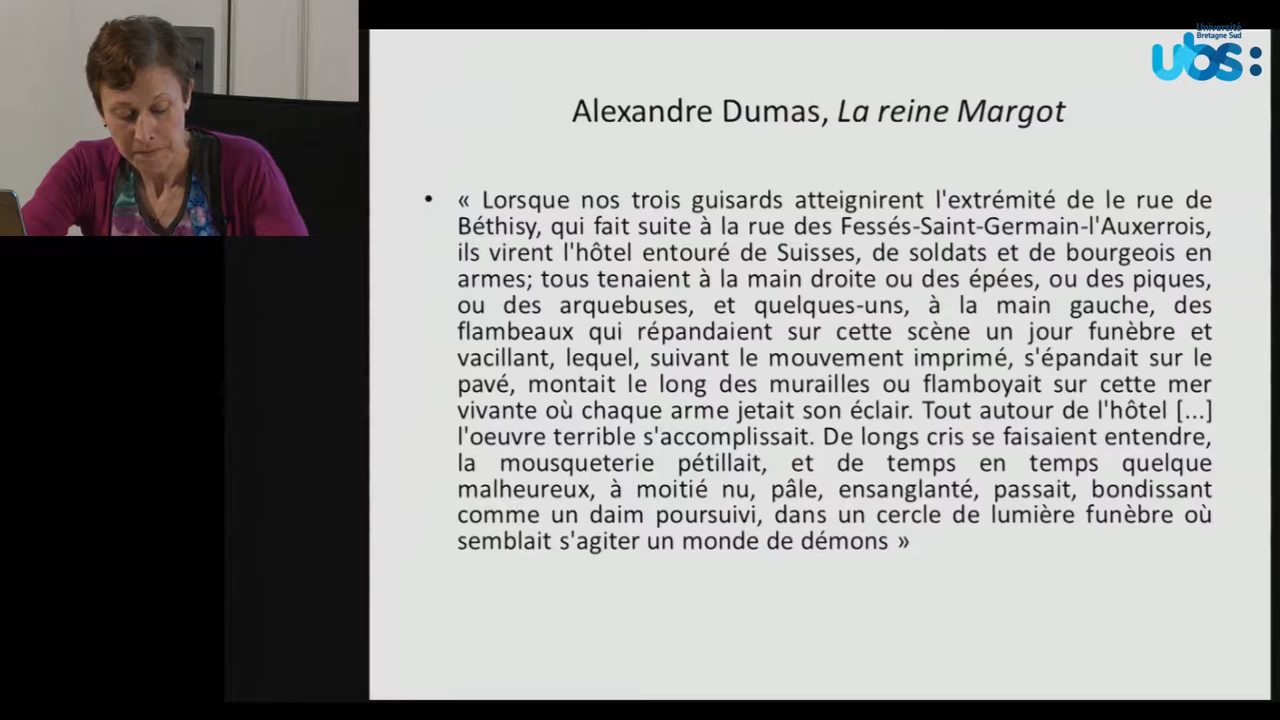 Université
Bretagne Sud
ubs:
Alexandre Dumas, La reine Margot
• « Lorsque nos trois guisards atteignirent l'extrémité de le rue de
Béthisy, qui fait suite à la rue des Fessés-Saint-Germain-l'Auxerrois,
ils virent l'hôtel entouré de Suisses, de soldats et de bourgeois en
armes; tous tenaient à la main droite ou des épées, ou des piques,
ou des arquebuses, et quelques-uns, à la main gauche, des
flambeaux qui répandaient sur cette scène un jour funèbre et
vacillant, lequel, suivant le mouvement imprimé, s'épandait sur le
pavé, montait le long des murailles ou flamboyait sur cette mer
vivante où chaque arme jetait son éclair. Tout autour de l'hôtel [...]
l'oeuvre terrible s'accomplissait. De longs cris se faisaient entendre,
la mousqueterie pétillait, et de temps en temps quelque
malheureux, à moitié nu, pâle, ensanglanté, passait, bondissant
comme un daim poursuivi, dans un cercle de lumière funèbre où
semblait s'agiter un monde de démons »